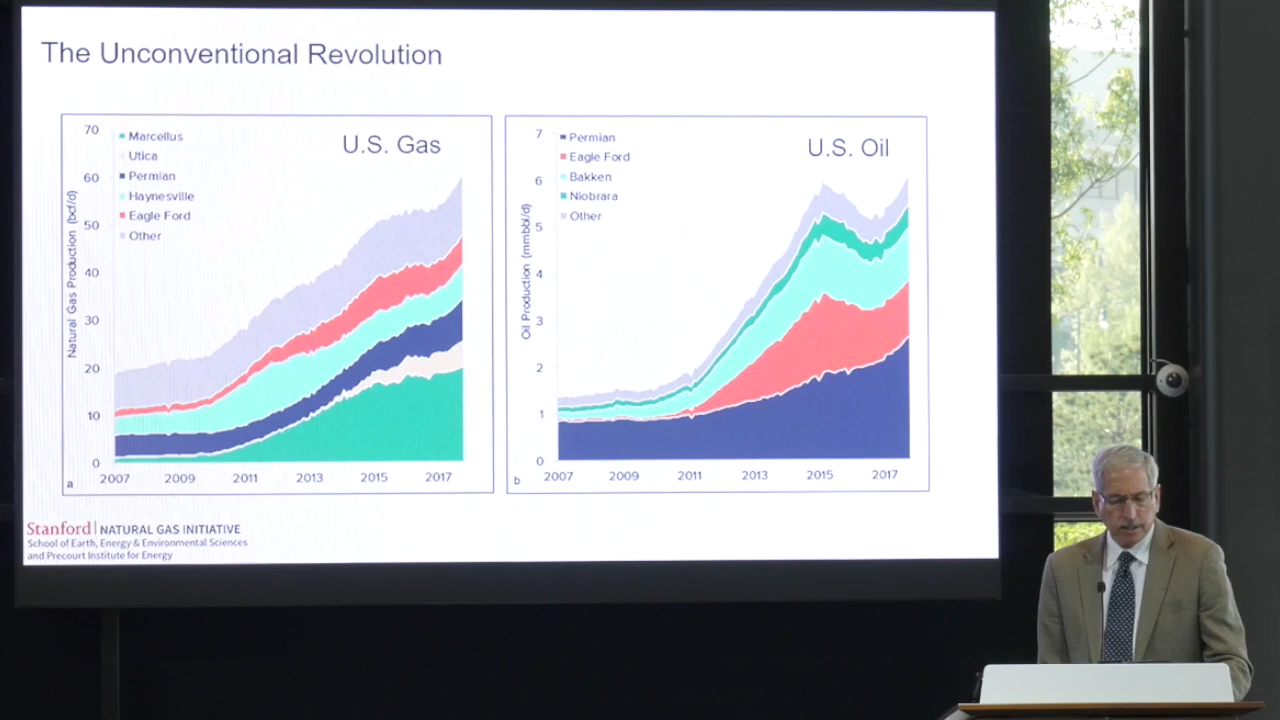 The Unconventional Revolution
U.S. Gas
Natural Gas Production (bcf/d)
70
60
50
40
30
20
10
0
Marcellus
Utica
Permian
Haynesville
Eagle Ford
Other
2007 2009 2011 2013 2015 2017
a
U.S. Oil
Oil Production (mmbbl/d)
7
6
5
4
3
2
1
0
Permian
Eagle Ford
Bakken
Niobrara
Other
2007 2009 2011 2013 2015 2017
b
Stanford | NATURAL GAS INITIATIVE
School of Earth, Energy & Environmental Sciences
and Precourt Institute for Energy